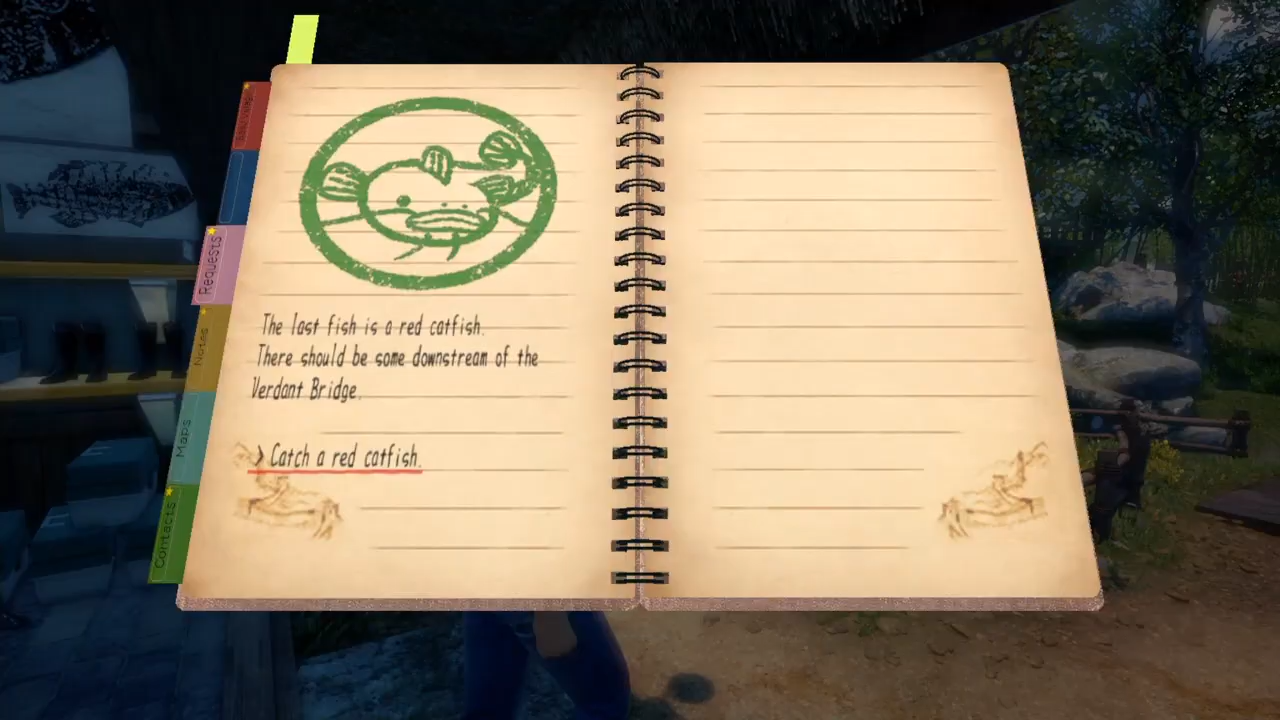 Requests
Notes
Maps
Contacts
The last fish is a red catfish.
There should be some downstream of the
Verdant Bridge.
> Catch a red catfish.